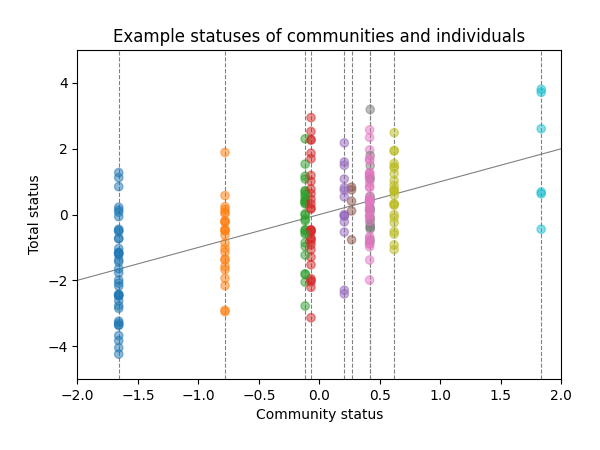 Example statuses of communities and individuals
Total status
4
2
0
−2
−4
−2.0 −1.5 −1.0 −0.5 0.0 0.5 1.0 1.5 2.0
Community status